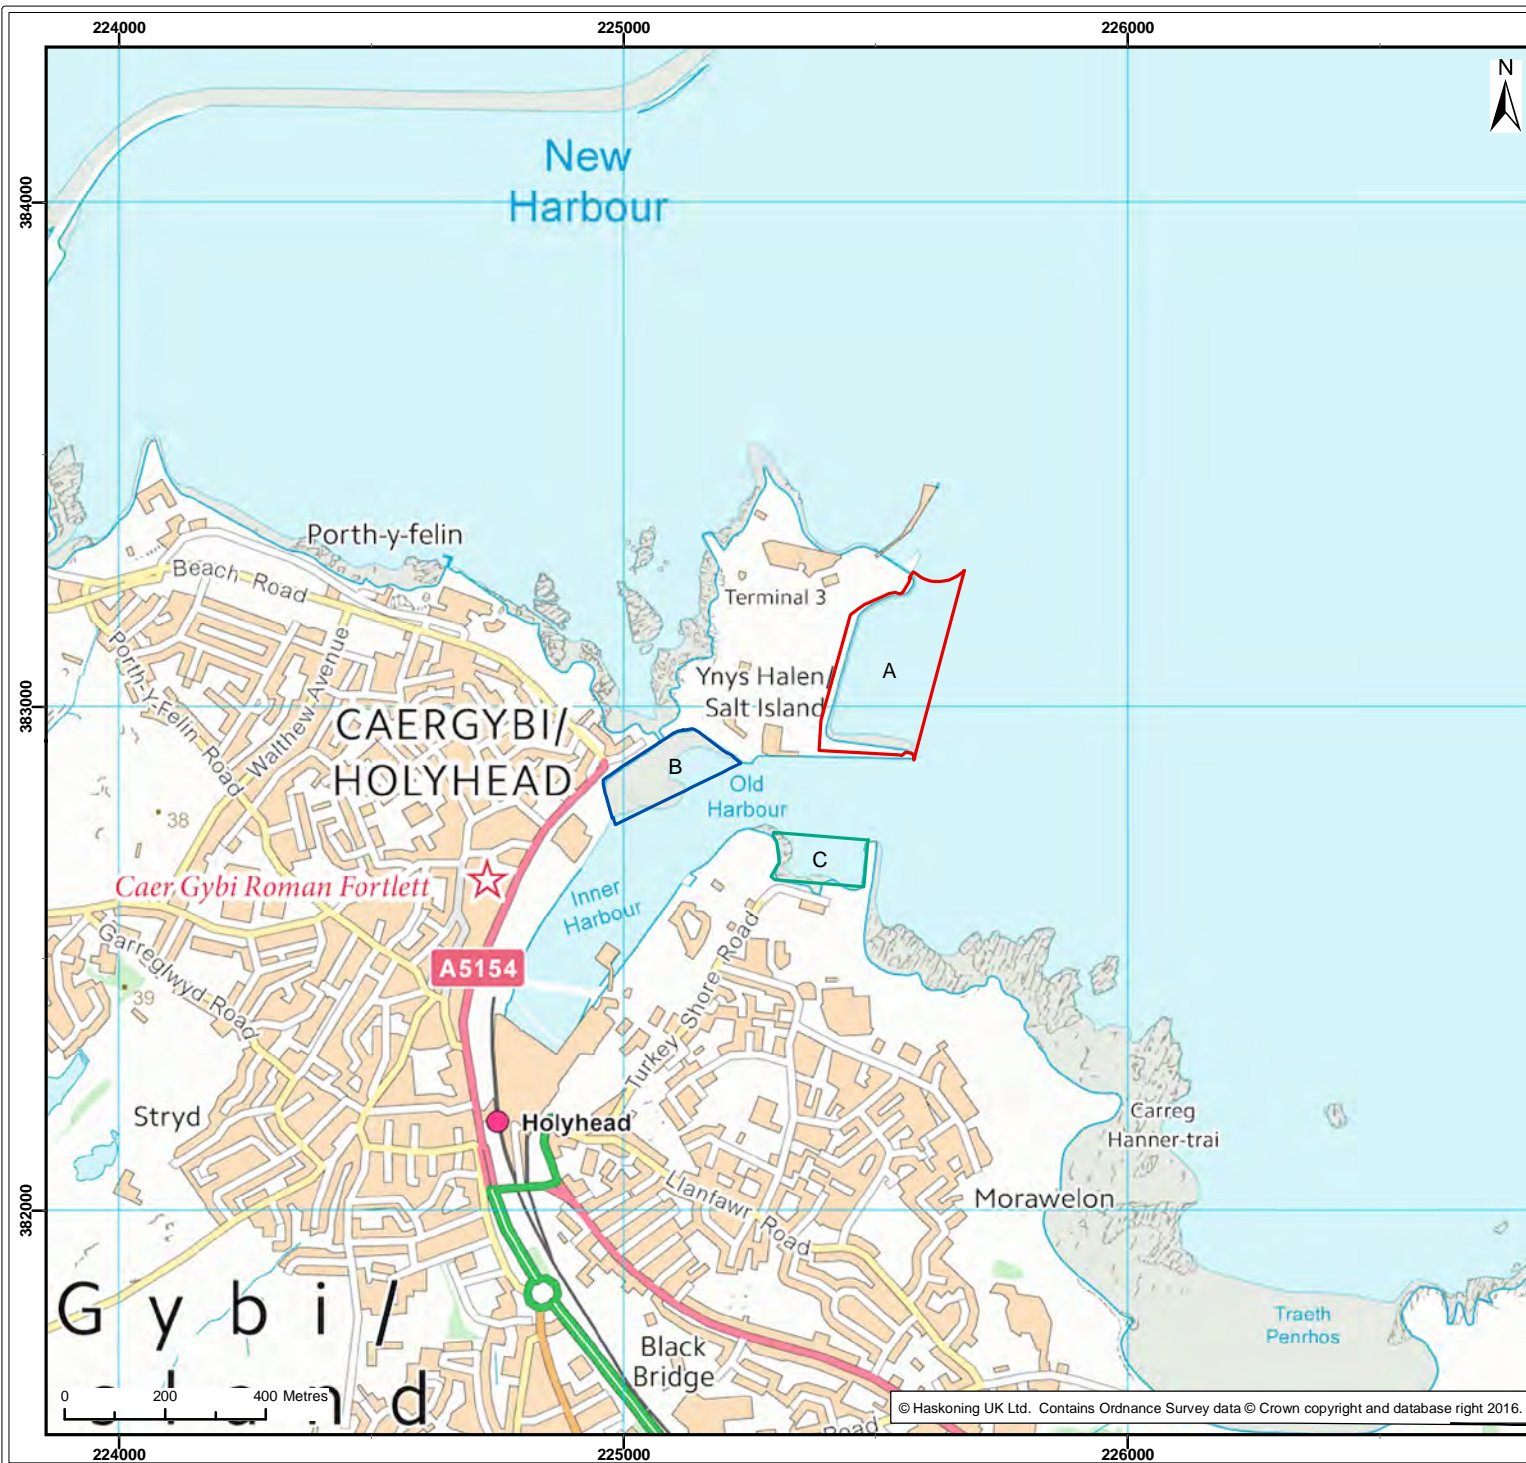 224000
225000
226000
N
New
Harbour
384000
Porth-y-felin
Beach Road
Terminal 3
Porth-y-Felin Road
Walthew Avenue
Ynys Halen/
Salt Island
A
383000
CAERGYBI/
HOLYHEAD
B
Old
Harbour
38
C
Caer Gybi Roman Fortlett
Inner
Harbour
Garreglwyd Road
A5154
39
Turkey Shore Road
Stryd
Holyhead
Carreg
Hanner-trai
Llanfawr Road
Morawelon
382000
Gybi/
Traeth
Penrhos
Black
Bridge
0 200 400 Metres
© Haskoning UK Ltd. Contains Ordnance Survey data © Crown copyright and database right 2016.
Road
224000
225000
226000